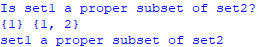 Is set1 a proper subset of set2?
{1} {1, 2}
set1 a proper subset of set2